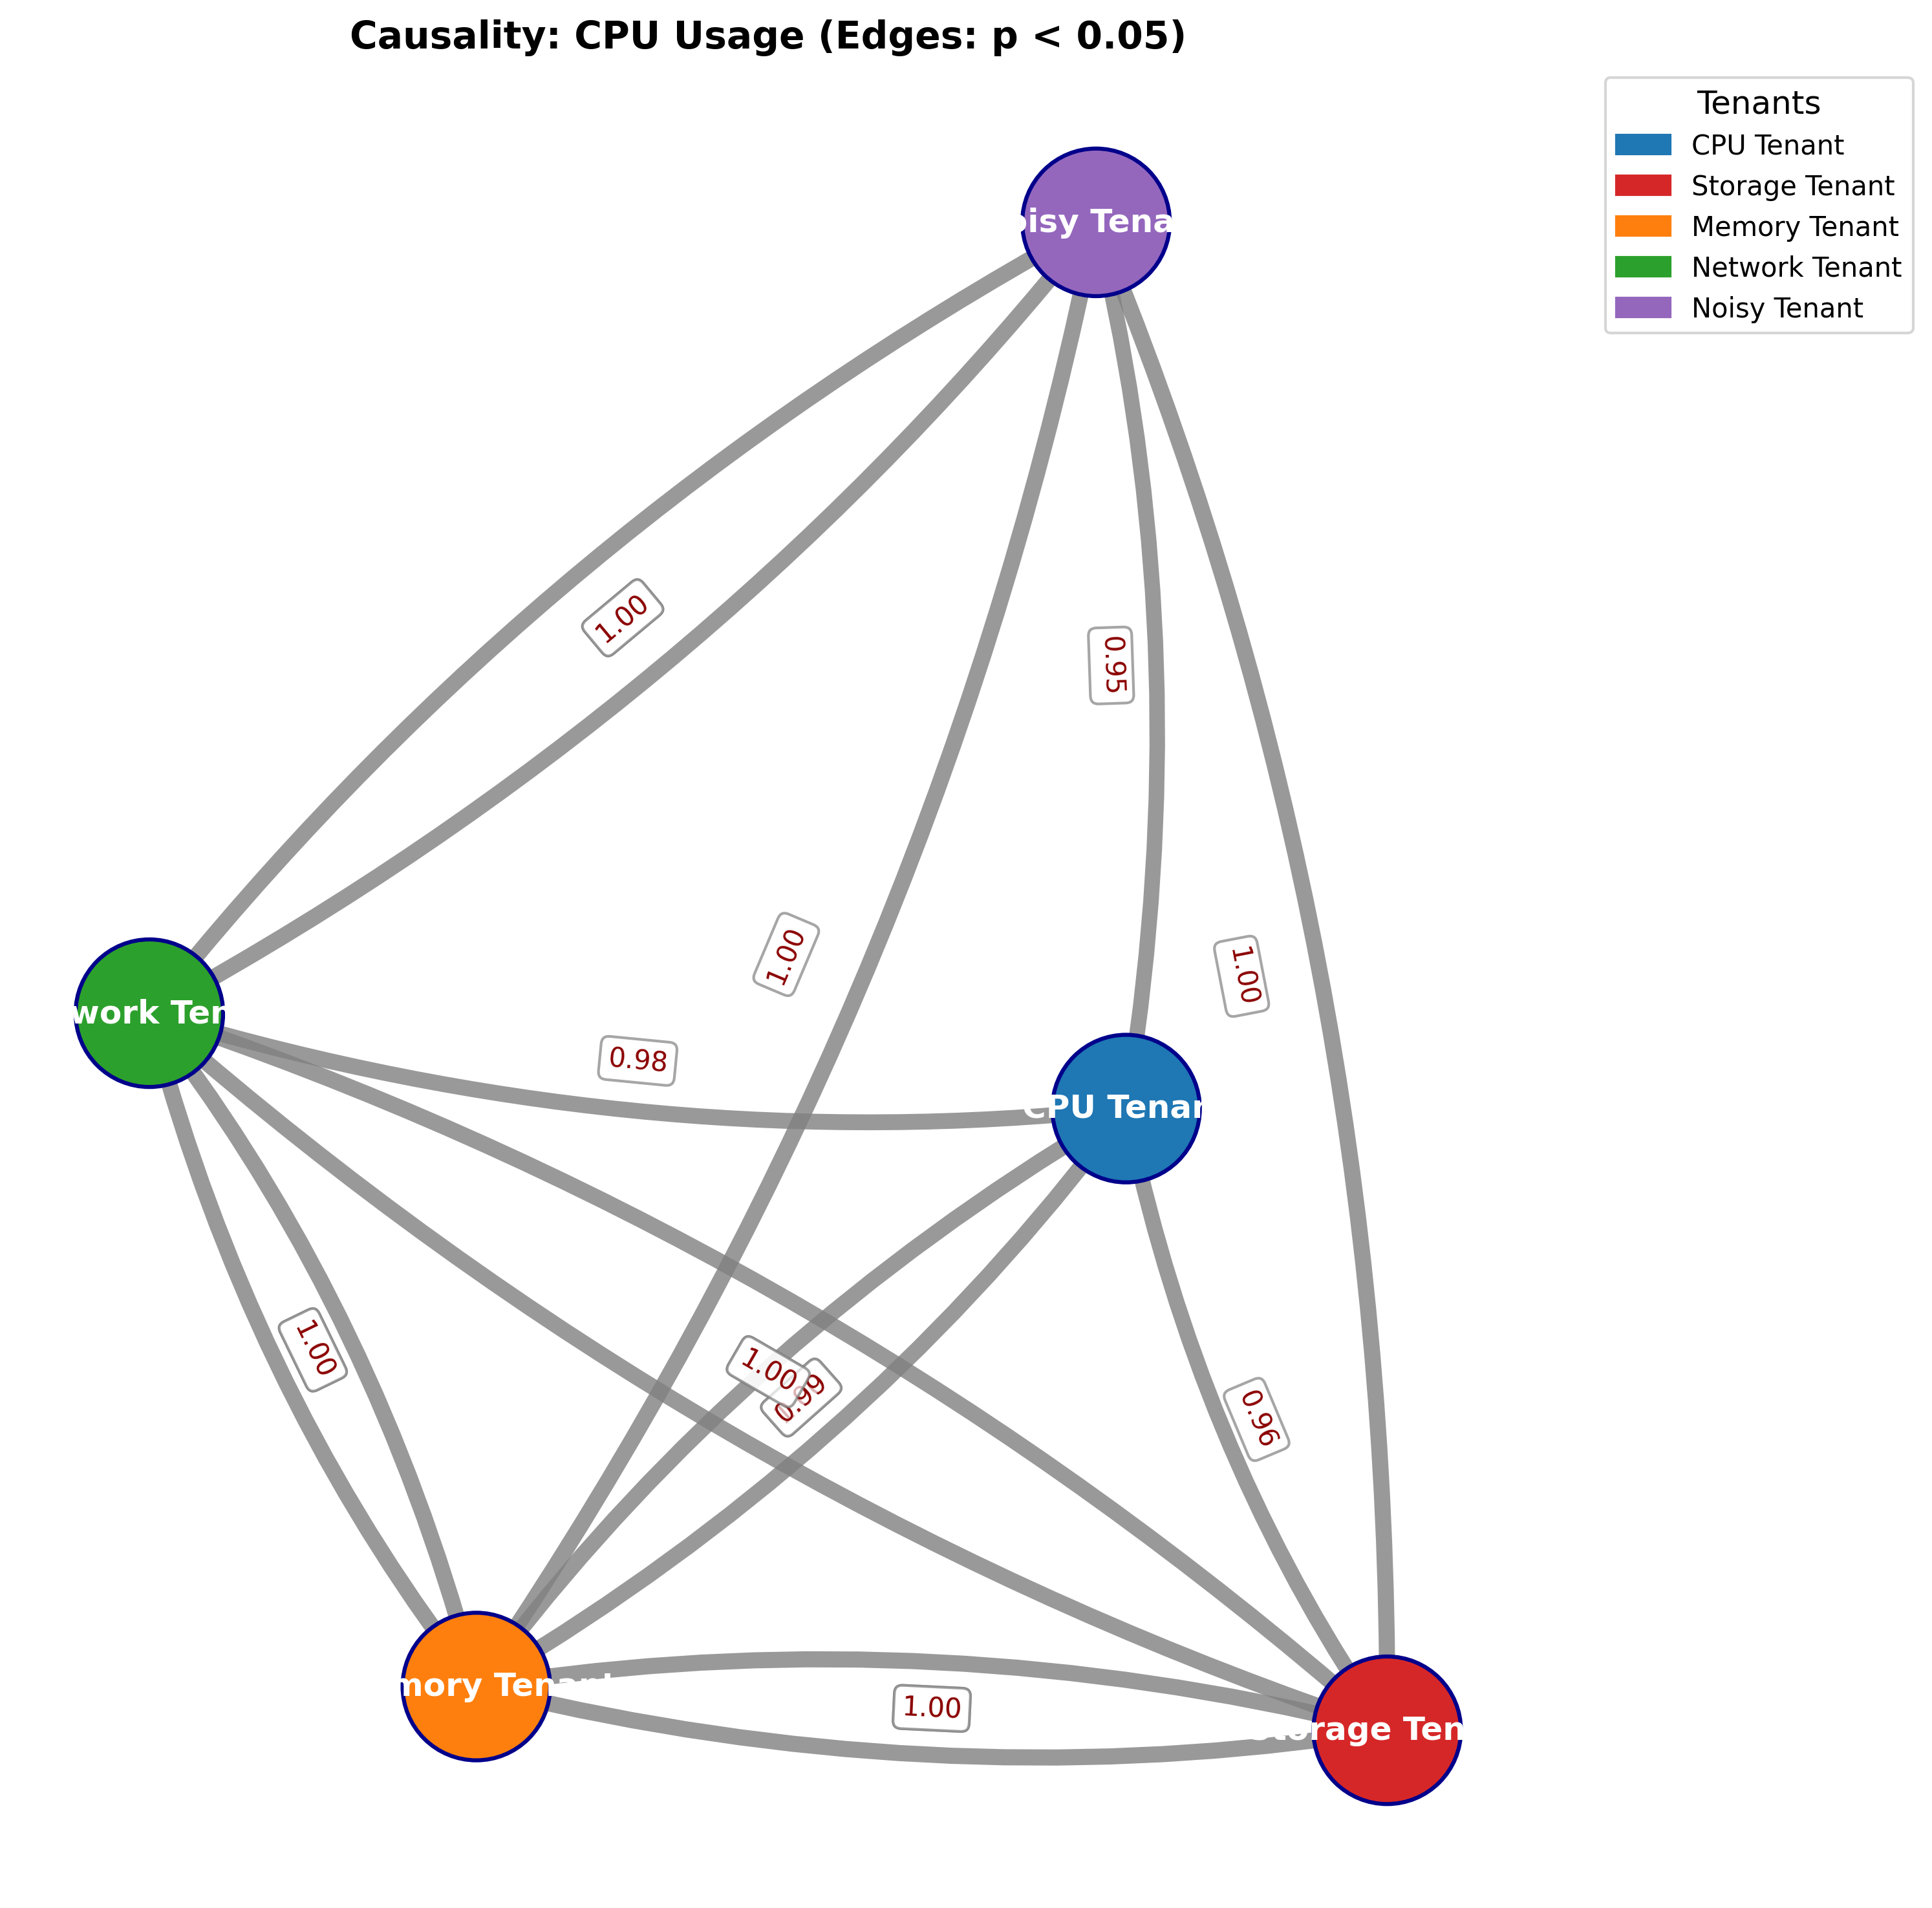 Causality: CPU Usage (Edges: p < 0.05)
Tenants
CPU Tenant
Storage Tenant
Memory Tenant
Network Tenant
Noisy Tenant
oisy Tena
1.00
0.95
1.00
1.00
work Ten
0.98
CPU Tenan
1.00
1.00
0.99
0.96
mory Tenant
1.00
Storage Ten